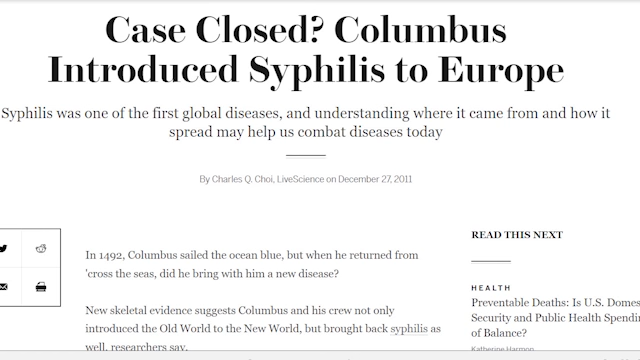 Case Closed? Columbus
Introduced Syphilis to Europe
Syphilis was one of the first global diseases, and understanding where it came from and how it
spread may help us combat diseases today
By Charles Q. Choi, LiveScience on December 27, 2011
In 1492, Columbus sailed the ocean blue, but when he returned from
'cross the seas, did he bring with him a new disease?
New skeletal evidence suggests Columbus and his crew not only
introduced the Old World to the New World, but brought back syphilis as
well, researchers say.
READ THIS NEXT
HEALTH
Preventable Deaths: Is U.S. Domes
Security and Public Health Spendin
of Balance?
Katherine Harmon